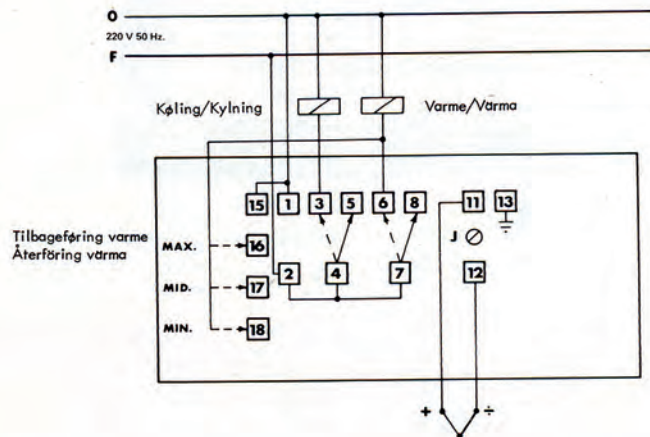 O
220 V 50 Hz.
F
Køling/Kylning
Varme/Värma
15 1 3 5 6 8 11 13
Tilbageføring varme
Återföring värma
MAX. 16
J
2 4 7 12
MID. 17
MIN. 18
+ ÷